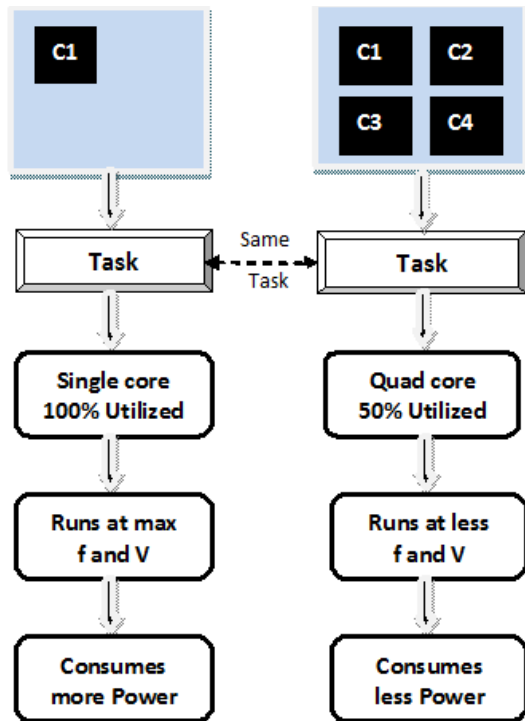 C1
C1 C2
C3 C4
Task
Same
Task
Task
Single core
100% Utilized
Quad core
50% Utilized
Runs at max
f and V
Runs at less
f and V
Consumes
more Power
Consumes
less Power